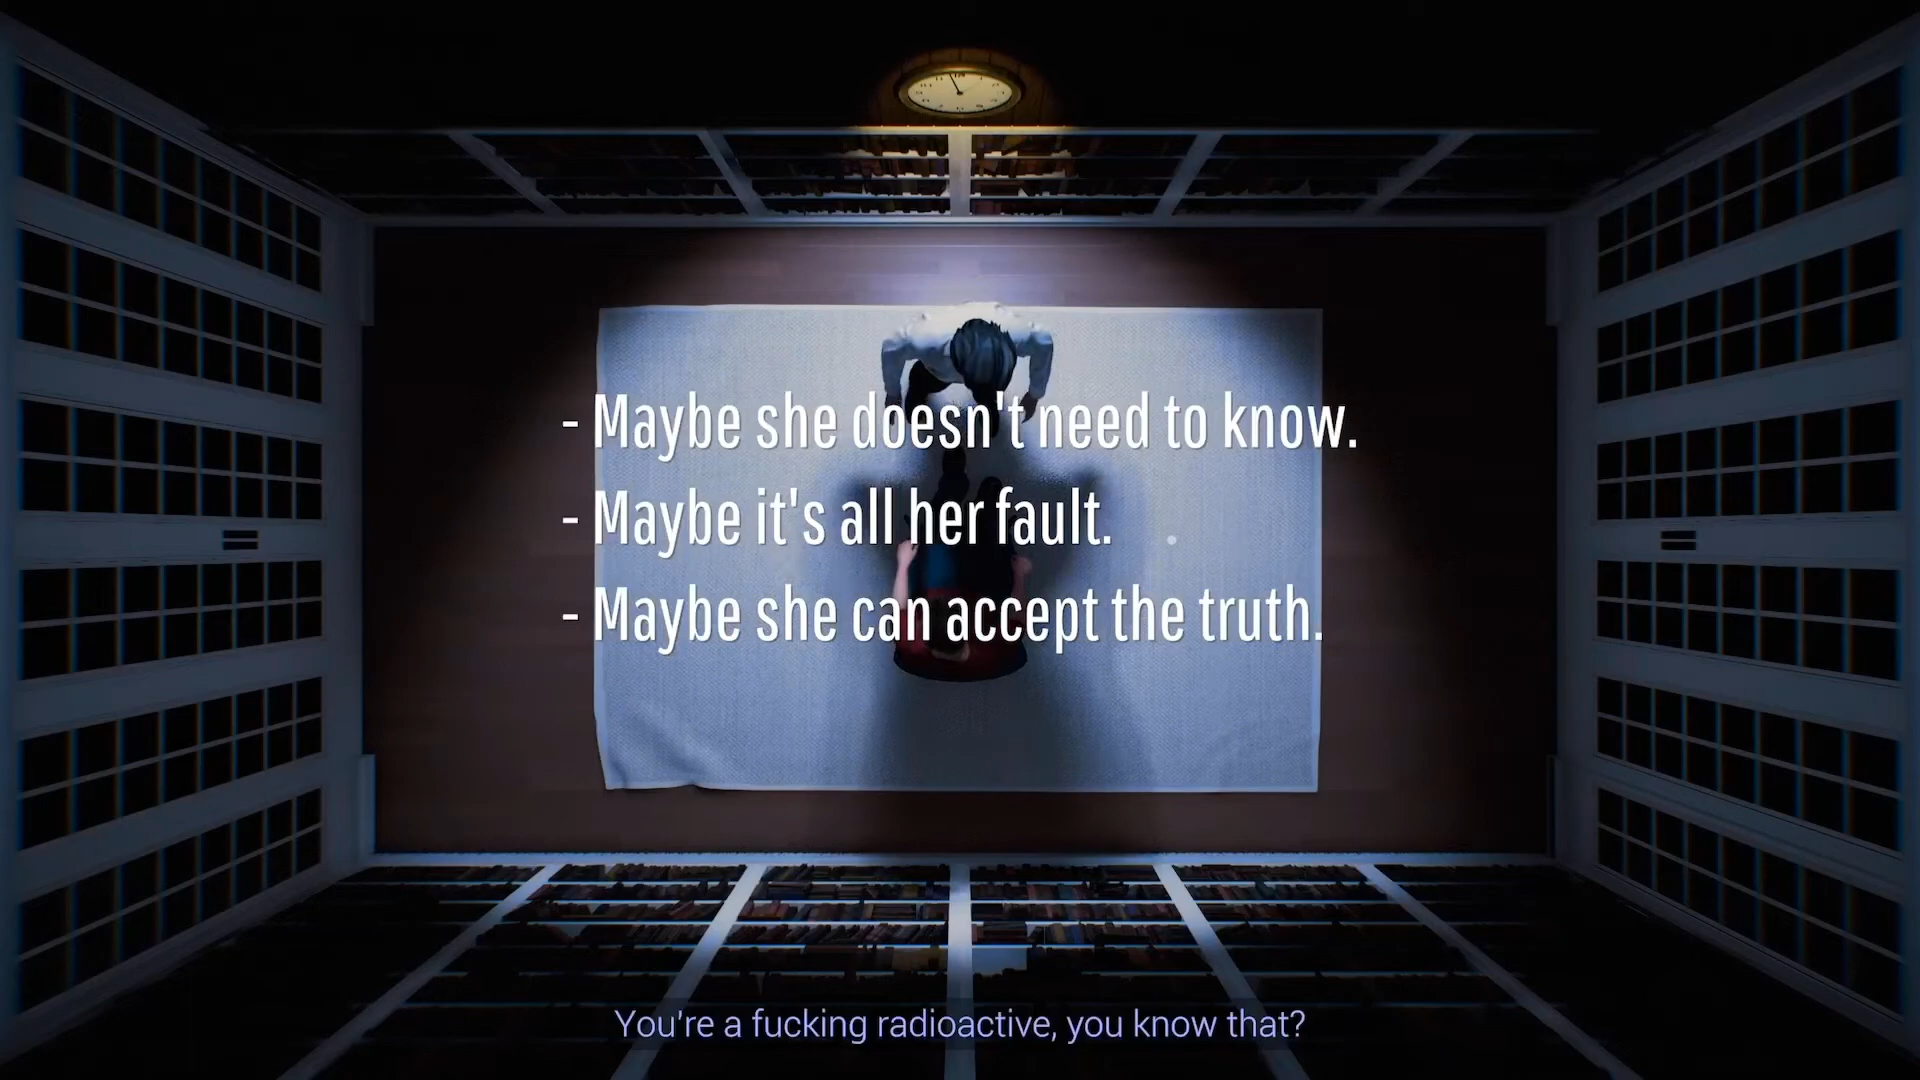 - Maybe she doesn't need to know.
- Maybe it's all her fault.
- Maybe she can accept the truth.
You're a fucking radioactive, you know that?